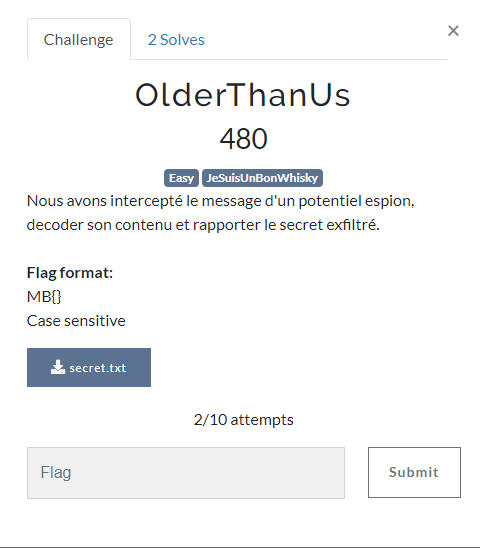 Challenge 2 Solves ×
OlderThanUs
480
Easy JeSuisUnBonWhisky
Nous avons intercepté le message d'un potentiel espion,
decoder son contenu et rapporter le secret exfiltré.
Flag format:
MB{}
Case sensitive
secret.txt
2/10 attempts
Flag Submit